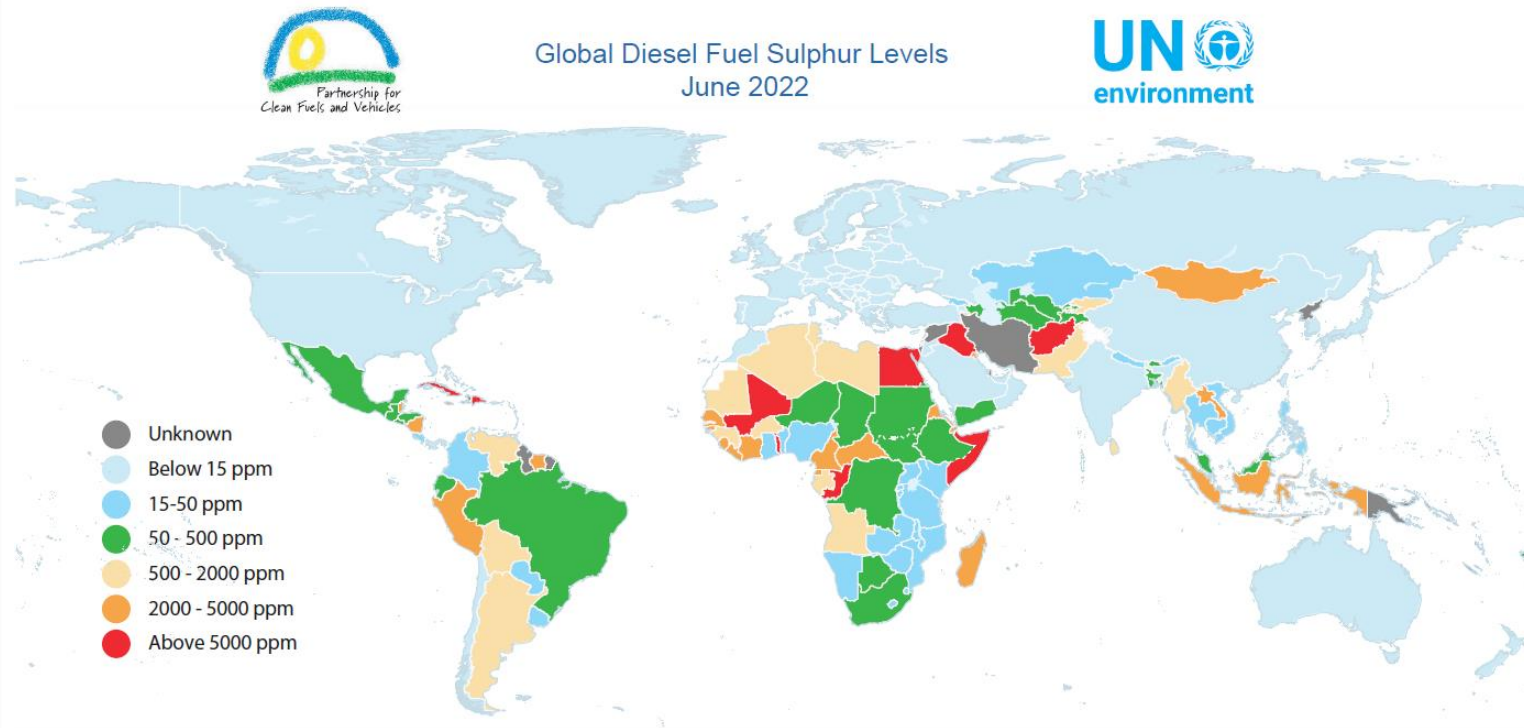 Partnership for
Clean Fuels and Vehicles
Global Diesel Fuel Sulphur Levels
June 2022
UN
environment
Unknown
Below 15 ppm
15-50 ppm
50 - 500 ppm
500 - 2000 ppm
2000 - 5000 ppm
Above 5000 ppm